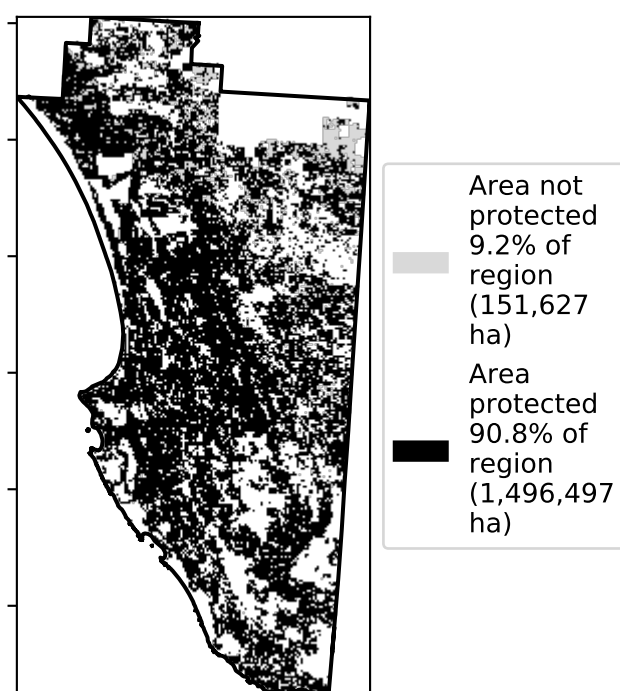 Area not
protected
9.2% of
region
(151,627
ha)
Area
protected
90.8% of
region
(1,496,497
ha)